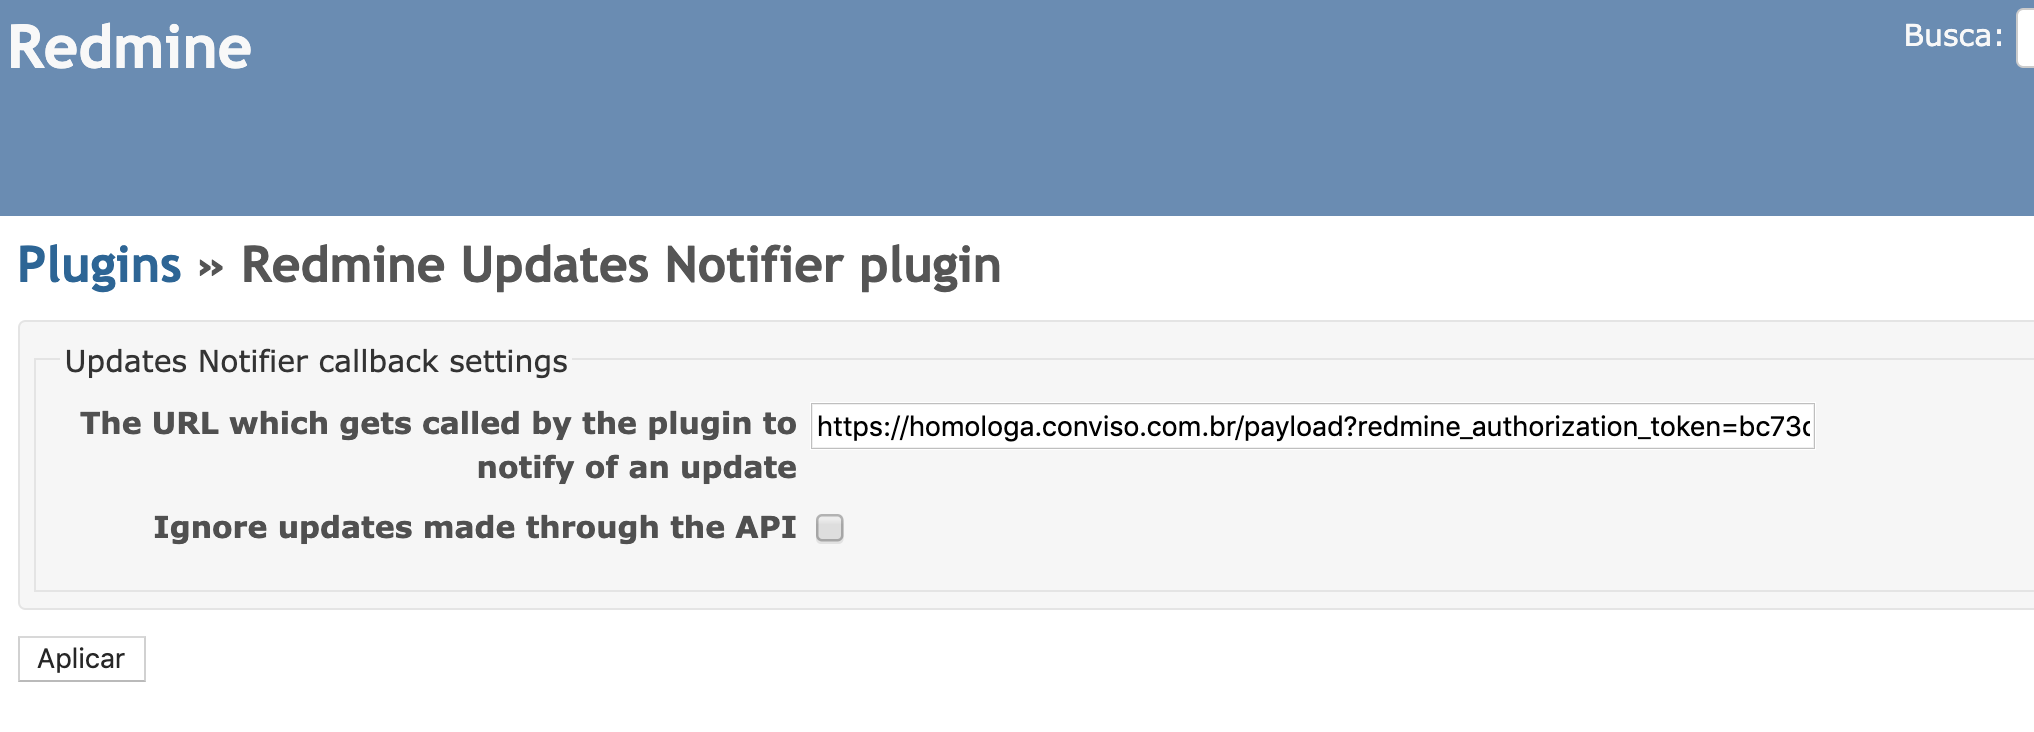 Redmine
Busca:
Plugins » Redmine Updates Notifier plugin
Updates Notifier callback settings
The URL which gets called by the plugin to
notify of an update
https://homologa.conviso.com.br/payload?redmine_authorization_token=bc73c
Ignore updates made through the API
Aplicar